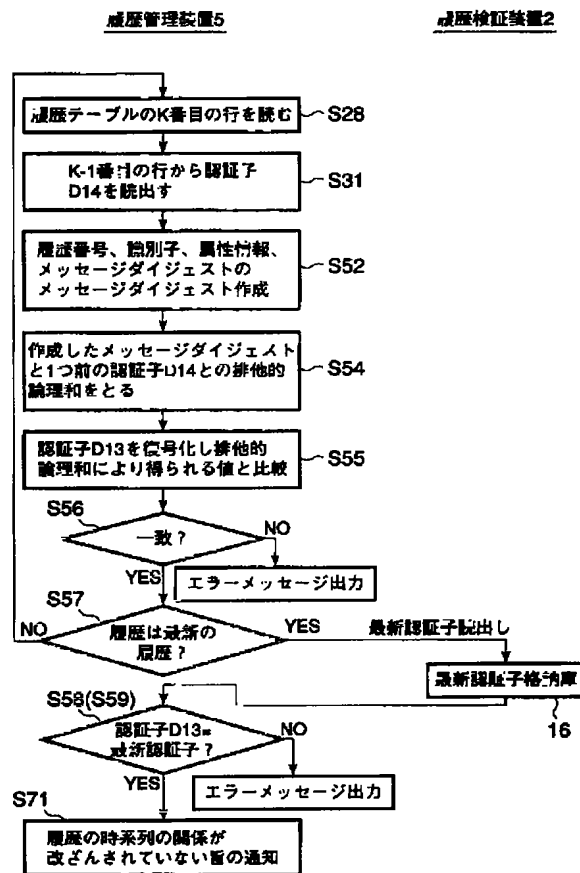 履歴管理装置5
履歴検証装置2
履歴テーブルのK番目の行を読む
S28
K-1番目の行から認証子
D14を読出す
S31
履歴番号、識別子、属性情報、
メッセージダイジェストの
メッセージダイジェスト作成
S52
作成したメッセージダイジェスト
と1つ前の認証子D14との排他的
論理和をとる
S54
認証子D13を復号化し排他的
論理和により得られる値と比較
S55
S56
一致?
NO
YES
エラーメッセージ出力
S57
NO
履歴は最新の
履歴?
YES
最新認証子読出し
最新認証子格納庫
16
S58(S59)
認証子D13=
最新認証子?
NO
YES
エラーメッセージ出力
S71
履歴の時系列の関係が
改ざんされていない旨の通知